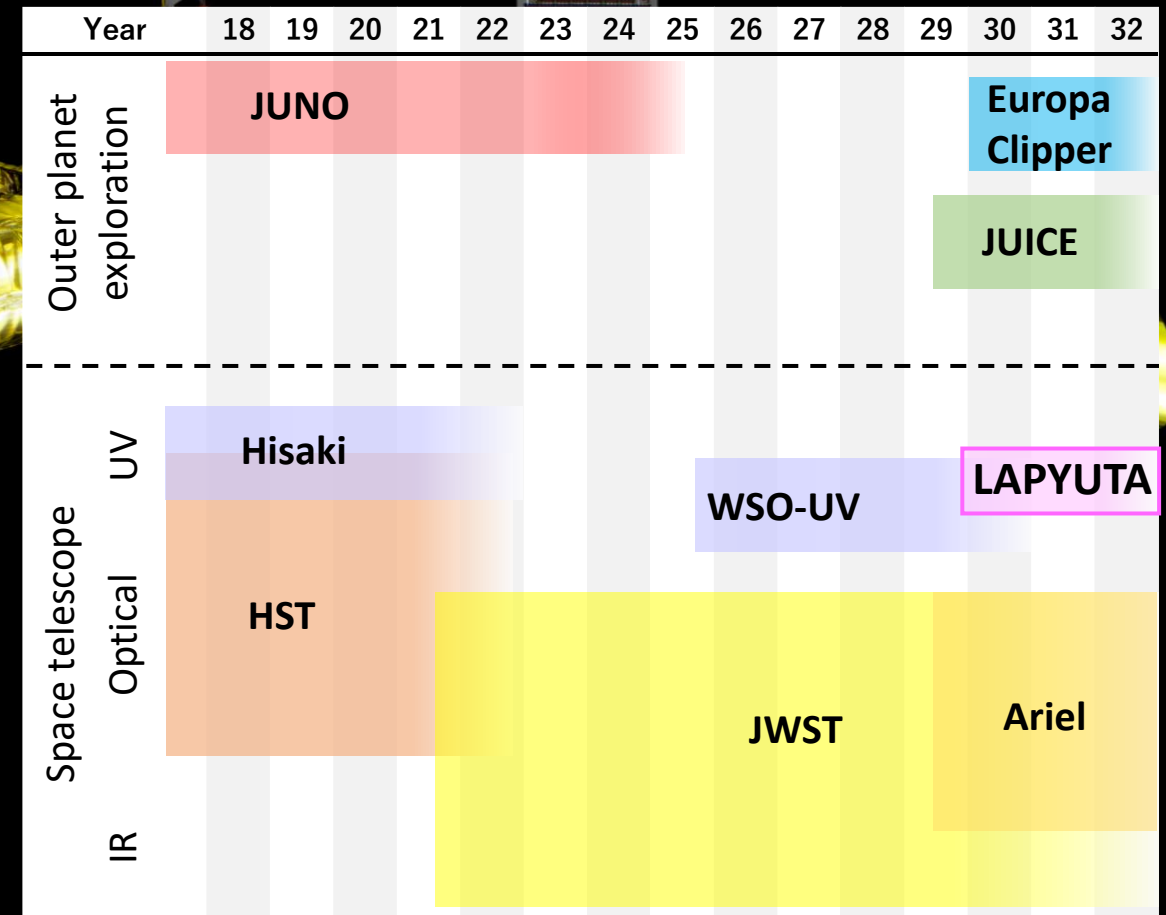 Year 18 19 20 21 22 23 24 25 26 27 28 29 30 31 32
Outer planet
exploration
JUNO
Europa
Clipper
JUICE
Space telescope
UV
Optical
IR
Hisaki
WSO-UV
LAPYUTA
HST
JWST
Ariel